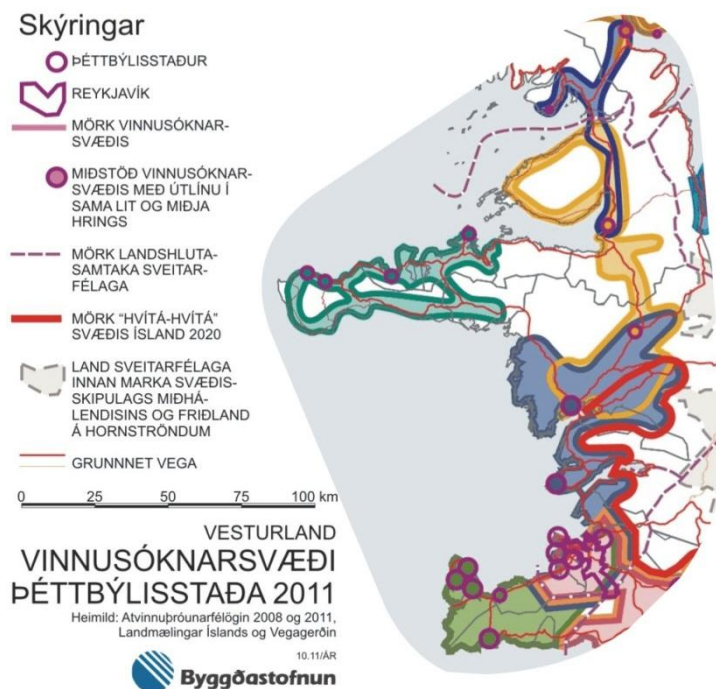 Skýringar
ÞÉTTBÝLISSTAÐUR
REYKJAVÍK
MÖRK VINNUSÓKNAR-
SVÆÐIS
MIÐSTÖÐ VINNUSÓKNAR-
SVÆÐIS MEÐ ÚTLÍNU Í
SAMA LIT OG MIÐJA
HRINGS
MÖRK LANDSHLUTA-
SAMTAKA SVEITAR-
FÉLAGA
MÖRK “HVÍTÁ-HVÍTÁ”
SVÆÐIS ÍSLAND 2020
LAND SVEITARFÉLAGA
INNAN MARKA SVÆÐIS-
SKIPULAGS MIÐHÁ-
LENDISINS OG FRIÐLAND
Á HORNSTRÖNDUM
GRUNNNET VEGA
0 25 50 75 100 km
VESTURLAND
VINNUSÓKNARSVÆÐI
ÞÉTTBÝLISSTAÐA 2011
Heimild: Atvinnuþróunarfélögin 2008 og 2011,
Landmælingar Íslands og Vegagerðin
10.11/ÁR
Byggðastofnun